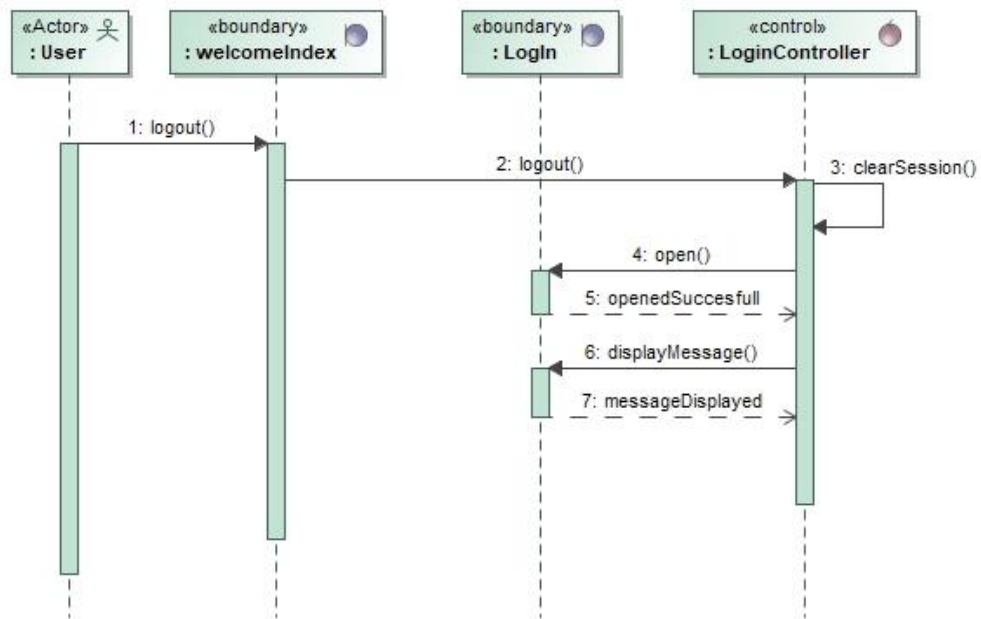 «Actor»
: User
«boundary»
: welcomeIndex
«boundary»
: LogIn
«control»
: LoginController
1: logout()
2: logout()
3: clearSession()
4: open()
5: openedSuccesfull
6: displayMessage()
7: messageDisplayed